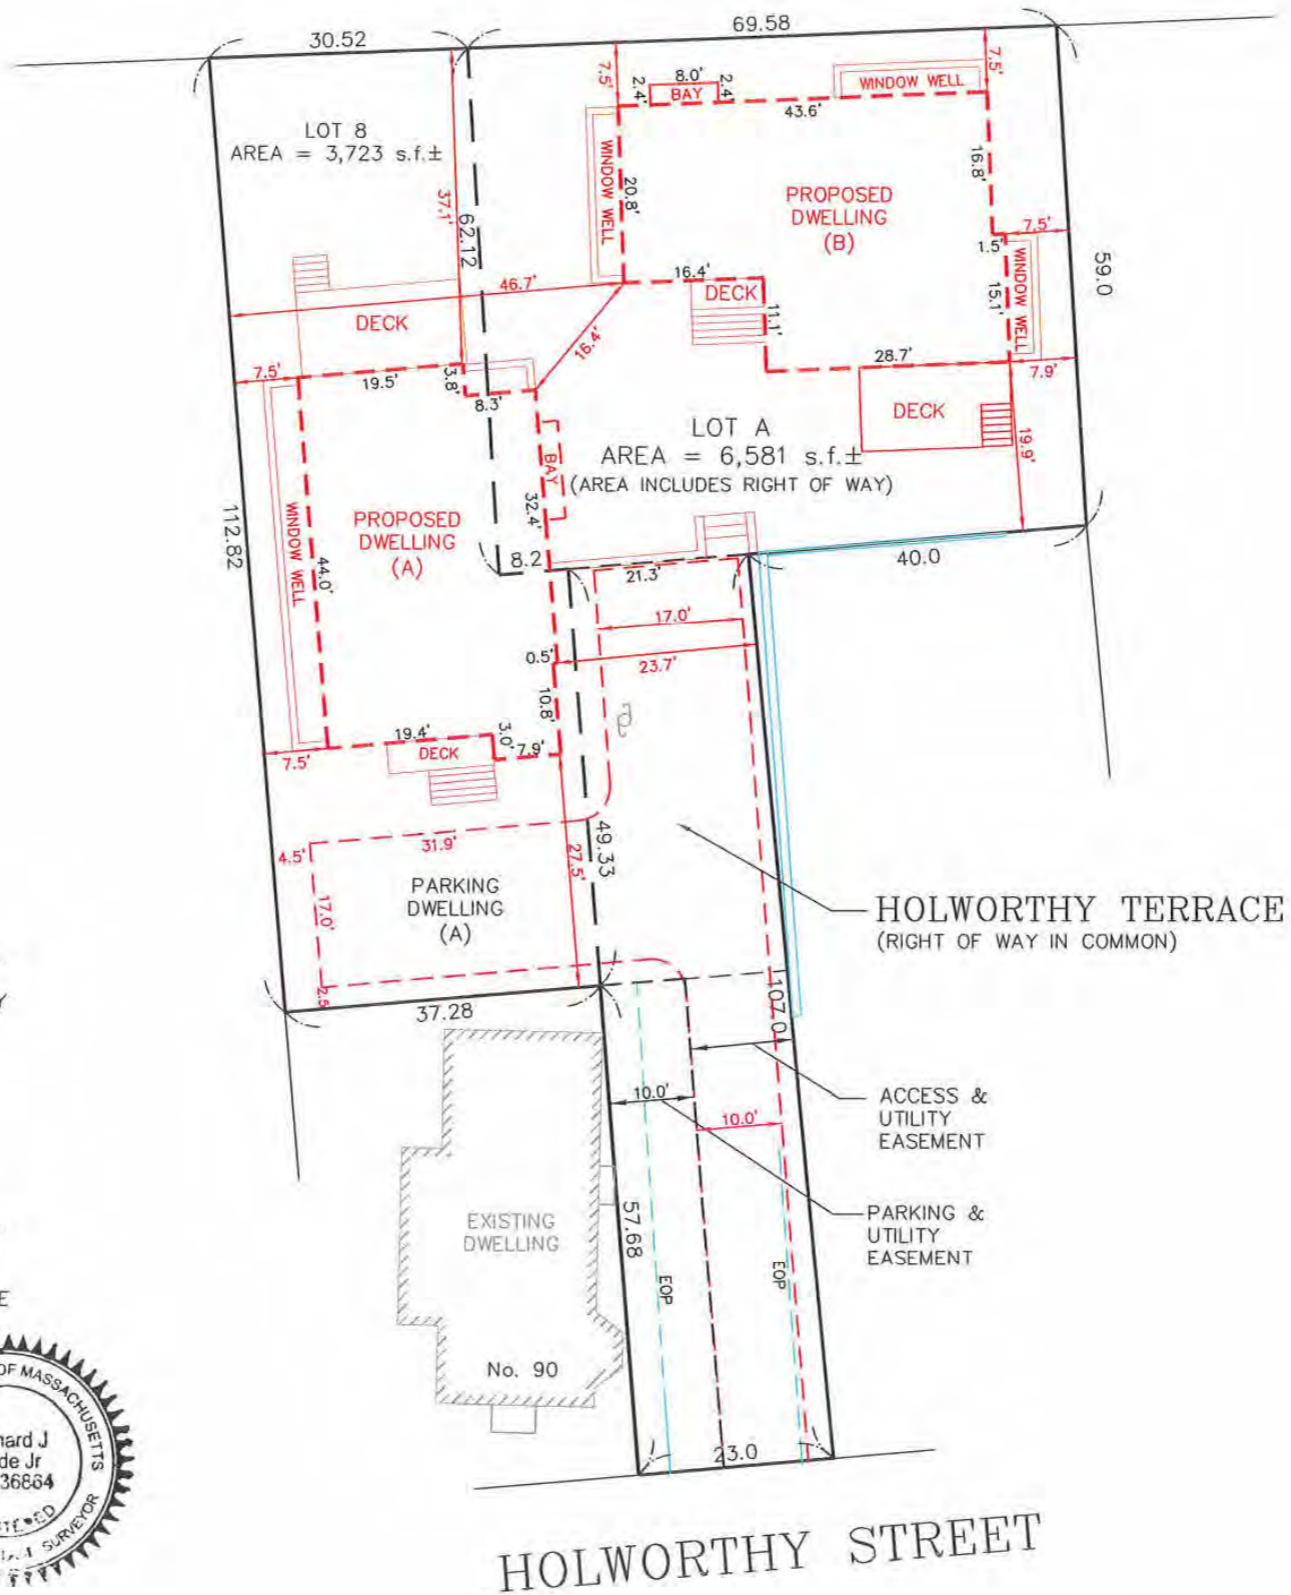 30.52
69.58
LOT 8
AREA = 3,723 s.f.±
7.5'
2.4'
8.0'
BAY
2.4'
WINDOW WELL
43.6'
7.5'
37.1'
62.12
WINDOW WELL
20.8'
PROPOSED
DWELLING
(B)
16.8'
7.5'
1.5'
WINDOW WELL
15.1'
59.0
46.7'
16.4'
DECK
11.1'
DECK
16.4'
28.7'
7.9'
7.5'
19.5'
3.8'
8.3'
DECK
19.9'
LOT A
AREA = 6,581 s.f.±
(AREA INCLUDES RIGHT OF WAY)
BAY
32.4'
112.82
WINDOW WELL
44.0'
PROPOSED
DWELLING
(A)
8.2
21.3'
40.0
17.0'
0.5'
23.7'
10.8'
19.4'
3.0'
7.9'
DECK
7.5'
49.33
27.5'
4.5'
31.9'
17.0'
PARKING
DWELLING
(A)
2.5
HOLWORTHY TERRACE
(RIGHT OF WAY IN COMMON)
37.28
107.0
10.0'
10.0'
ACCESS &
UTILITY
EASEMENT
PARKING &
UTILITY
EASEMENT
EXISTING
DWELLING
57.68
EOP
EOP
No. 90
23.0
Y
E
OF MASSACHUSETTS
de Jr
36864
SURVEYOR
HOLWORTHY STREET